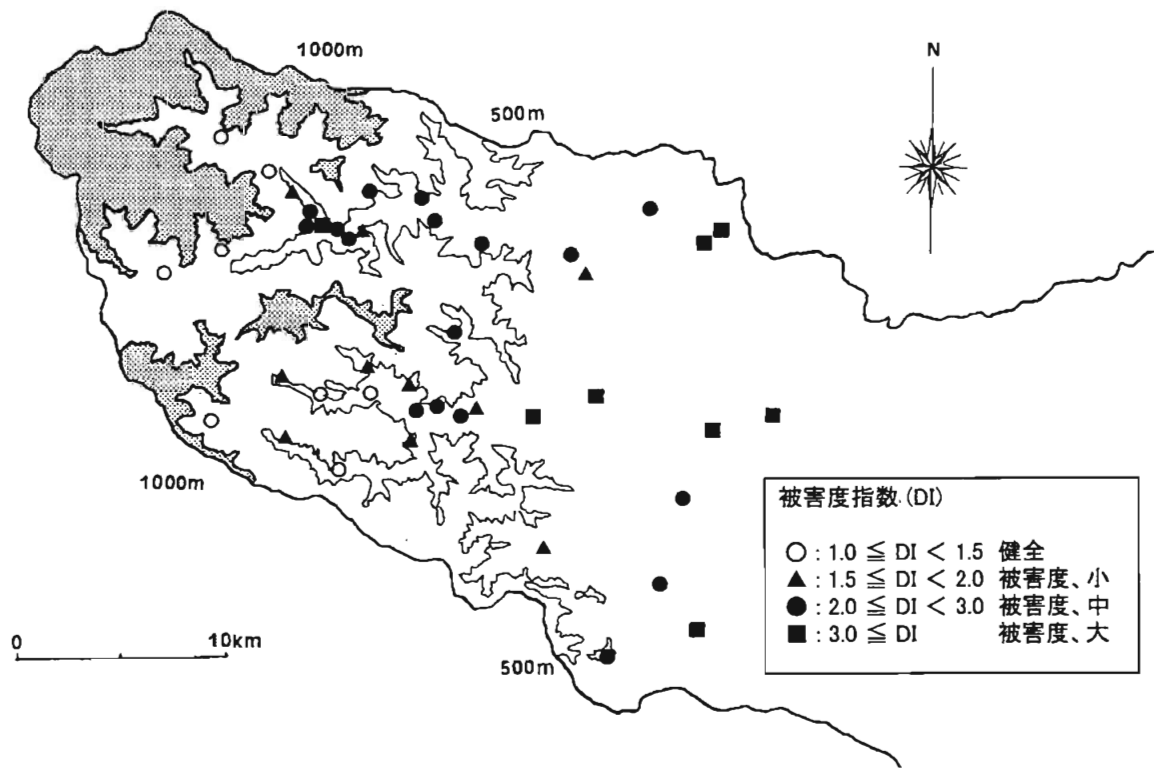 1000m
N
500m
1000m
被害度指数.(DI)
○ : 1.0 ≦ DI < 1.5 健全
▲ : 1.5 ≦ DI < 2.0 被害度、小
● : 2.0 ≦ DI < 3.0 被害度、中
■ : 3.0 ≦ DI 被害度、大
0 10km
500m